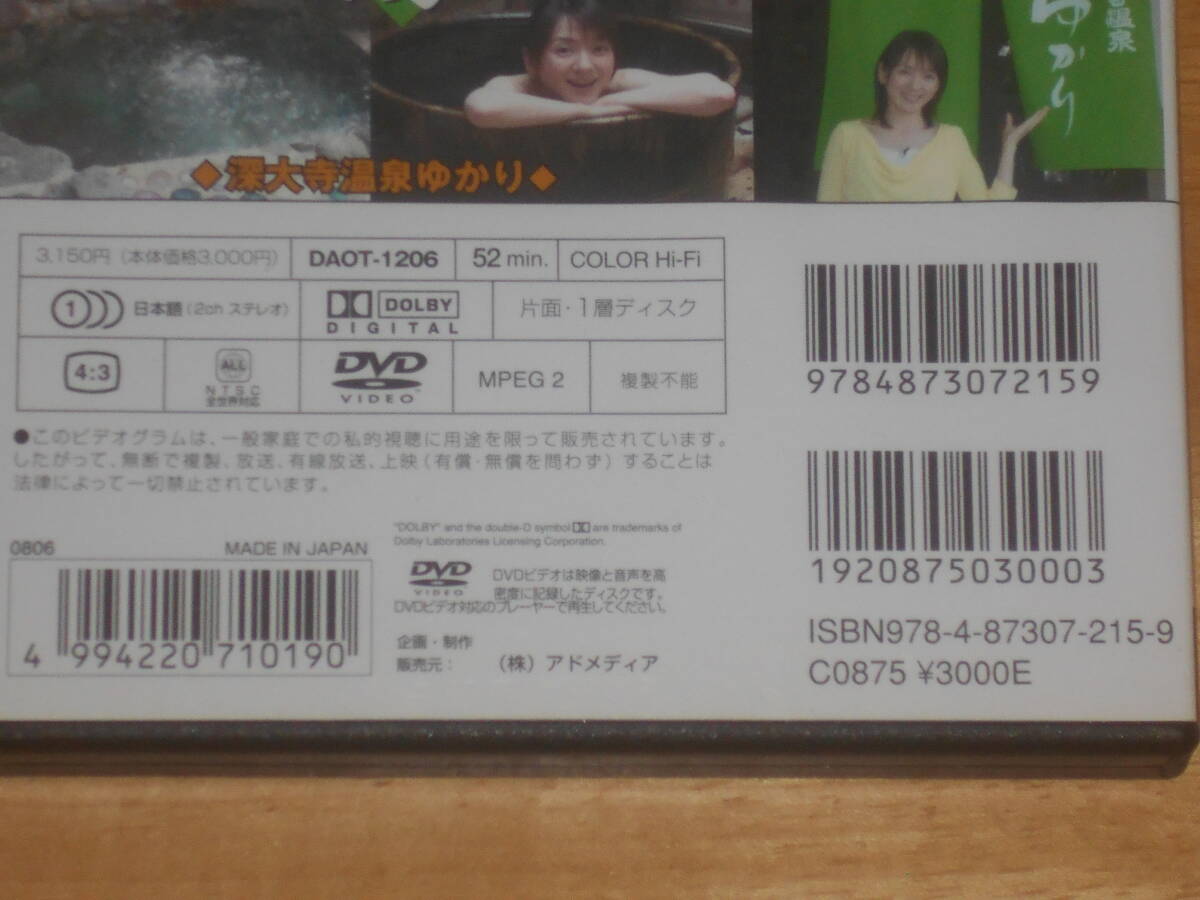 温泉
ゆかり
◆深大寺温泉ゆかり◆
3,150円（本体価格3,000円） DAOT-1206 52 min. COLOR Hi-Fi
1 日本語（2ch ステレオ） DOLBY DIGITAL 片面・1層ディスク
4:3 ALL NTSC 全世界対応 DVD VIDEO MPEG 2 複製不能
●このビデオグラムは、一般家庭での私的視聴に用途を限って販売されています。
したがって、無断で複製、放送、有線放送、上映（有償・無償を問わず）することは
法律によって一切禁止されています。
0806 MADE IN JAPAN
4 994220 710190
"DOLBY" and the double-D symbol are trademarks of
Dolby Laboratories Licensing Corporation.
DVD VIDEO
DVDビデオは映像と音声を高
密度に記録したディスクです。
DVDビデオ対応のプレーヤーで再生してください。
企画・制作
販売元： （株）アドメディア
9784873072159
1920875030003
ISBN978-4-87307-215-9
C0875 ¥3000E